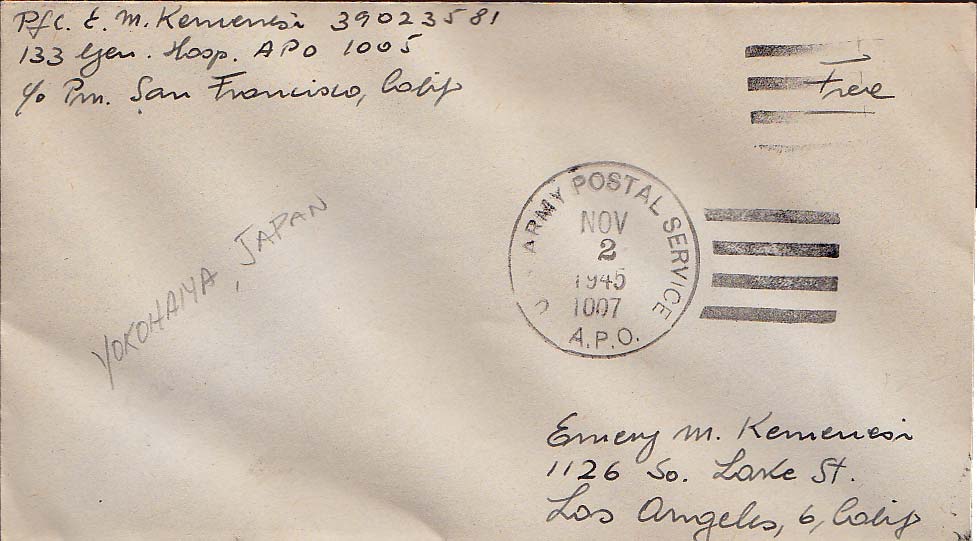 Pfc. E. M. Kemenesi 39023581
133 Gen. Hosp. APO 1005
c/o Pm. San Francisco, Calif
Free
ARMY POSTAL SERVICE
NOV
2
1945
1007
A.P.O.
YOKOHAMA, JAPAN
Emery M. Kemenesi
1126 So. Lake St.
Los Angeles, 6, Calif